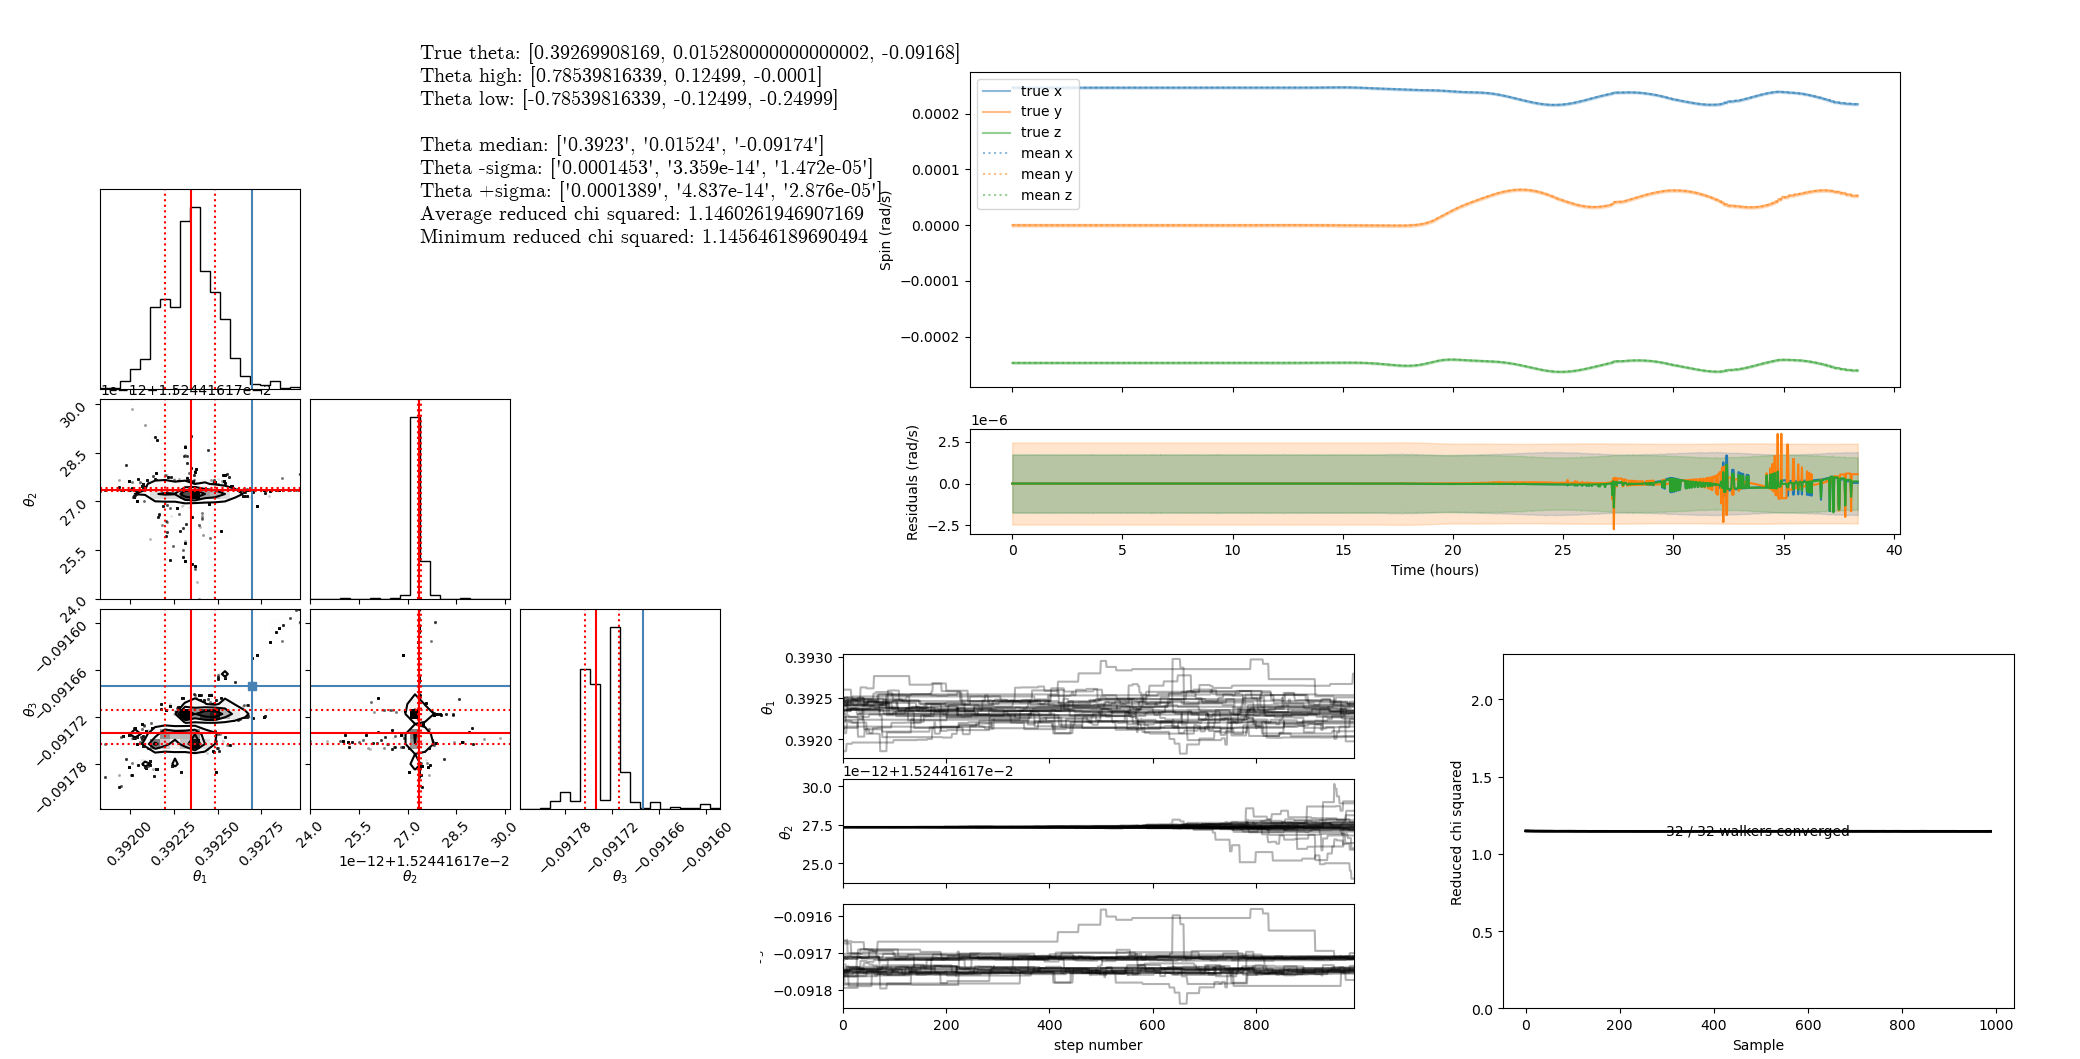 True theta: [0.39269908169, 0.015280000000000002, -0.09168]
Theta high: [0.78539816339, 0.12499, -0.0001]
Theta low: [-0.78539816339, -0.12499, -0.24999]
Theta median: ['0.3923', '0.01524', '-0.09174']
Theta -sigma: ['0.0001453', '3.359e-14', '1.472e-05']
Theta +sigma: ['0.0001389', '4.837e-14', '2.876e-05']
Average reduced chi squared: 1.1460261946907169
Minimum reduced chi squared: 1.145646189690494
true x
true y
true z
mean x
mean y
mean z
0.0002
0.0001
0.0000
−0.0001
−0.0002
Spin (rad/s)
1e−6
2.5
0.0
−2.5
Residuals (rad/s)
0
5
10
15
20
25
30
35
40
Time (hours)
1e−12+1.52441617e−2
30.0
28.5
27.0
25.5
24.0
θ2
−0.09160
−0.09166
−0.09172
−0.09178
θ3
0.39200
0.39225
0.39250
0.39275
θ1
24.0
25.5
27.0
28.5
30.0
1e−12+1.52441617e−2
θ2
−0.09178
−0.09172
−0.09166
−0.09160
θ3
0.3930
0.3925
0.3920
θ1
1e−12+1.52441617e−2
30.0
27.5
25.0
θ2
−0.0916
−0.0917
−0.0918
0
200
400
600
800
step number
2.0
1.5
1.0
0.5
0.0
Reduced chi squared
32 / 32 walkers converged
0
200
400
600
800
1000
Sample